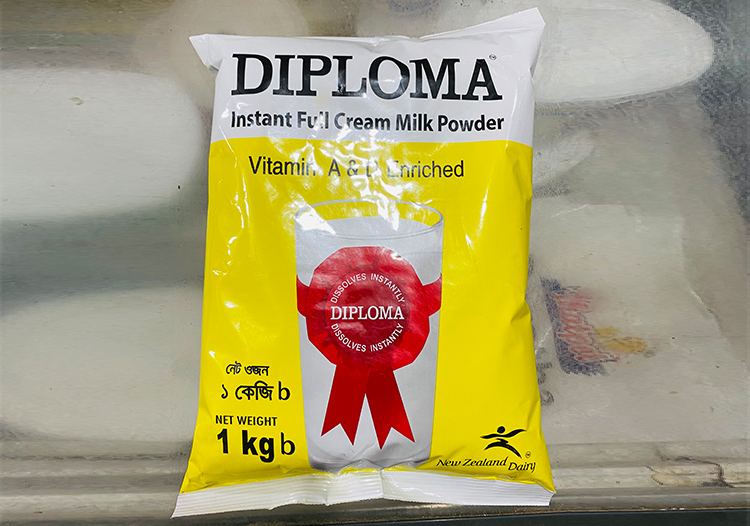 DIPLOMA™
Instant Full Cream Milk Powder
Vitamin A & D Enriched
DISSOLVES INSTANTLY
DIPLOMA
DISSOLVES INSTANTLY
নেট ওজন
১ কেজি b
NET WEIGHT
1 kg b
New Zealand Dairy